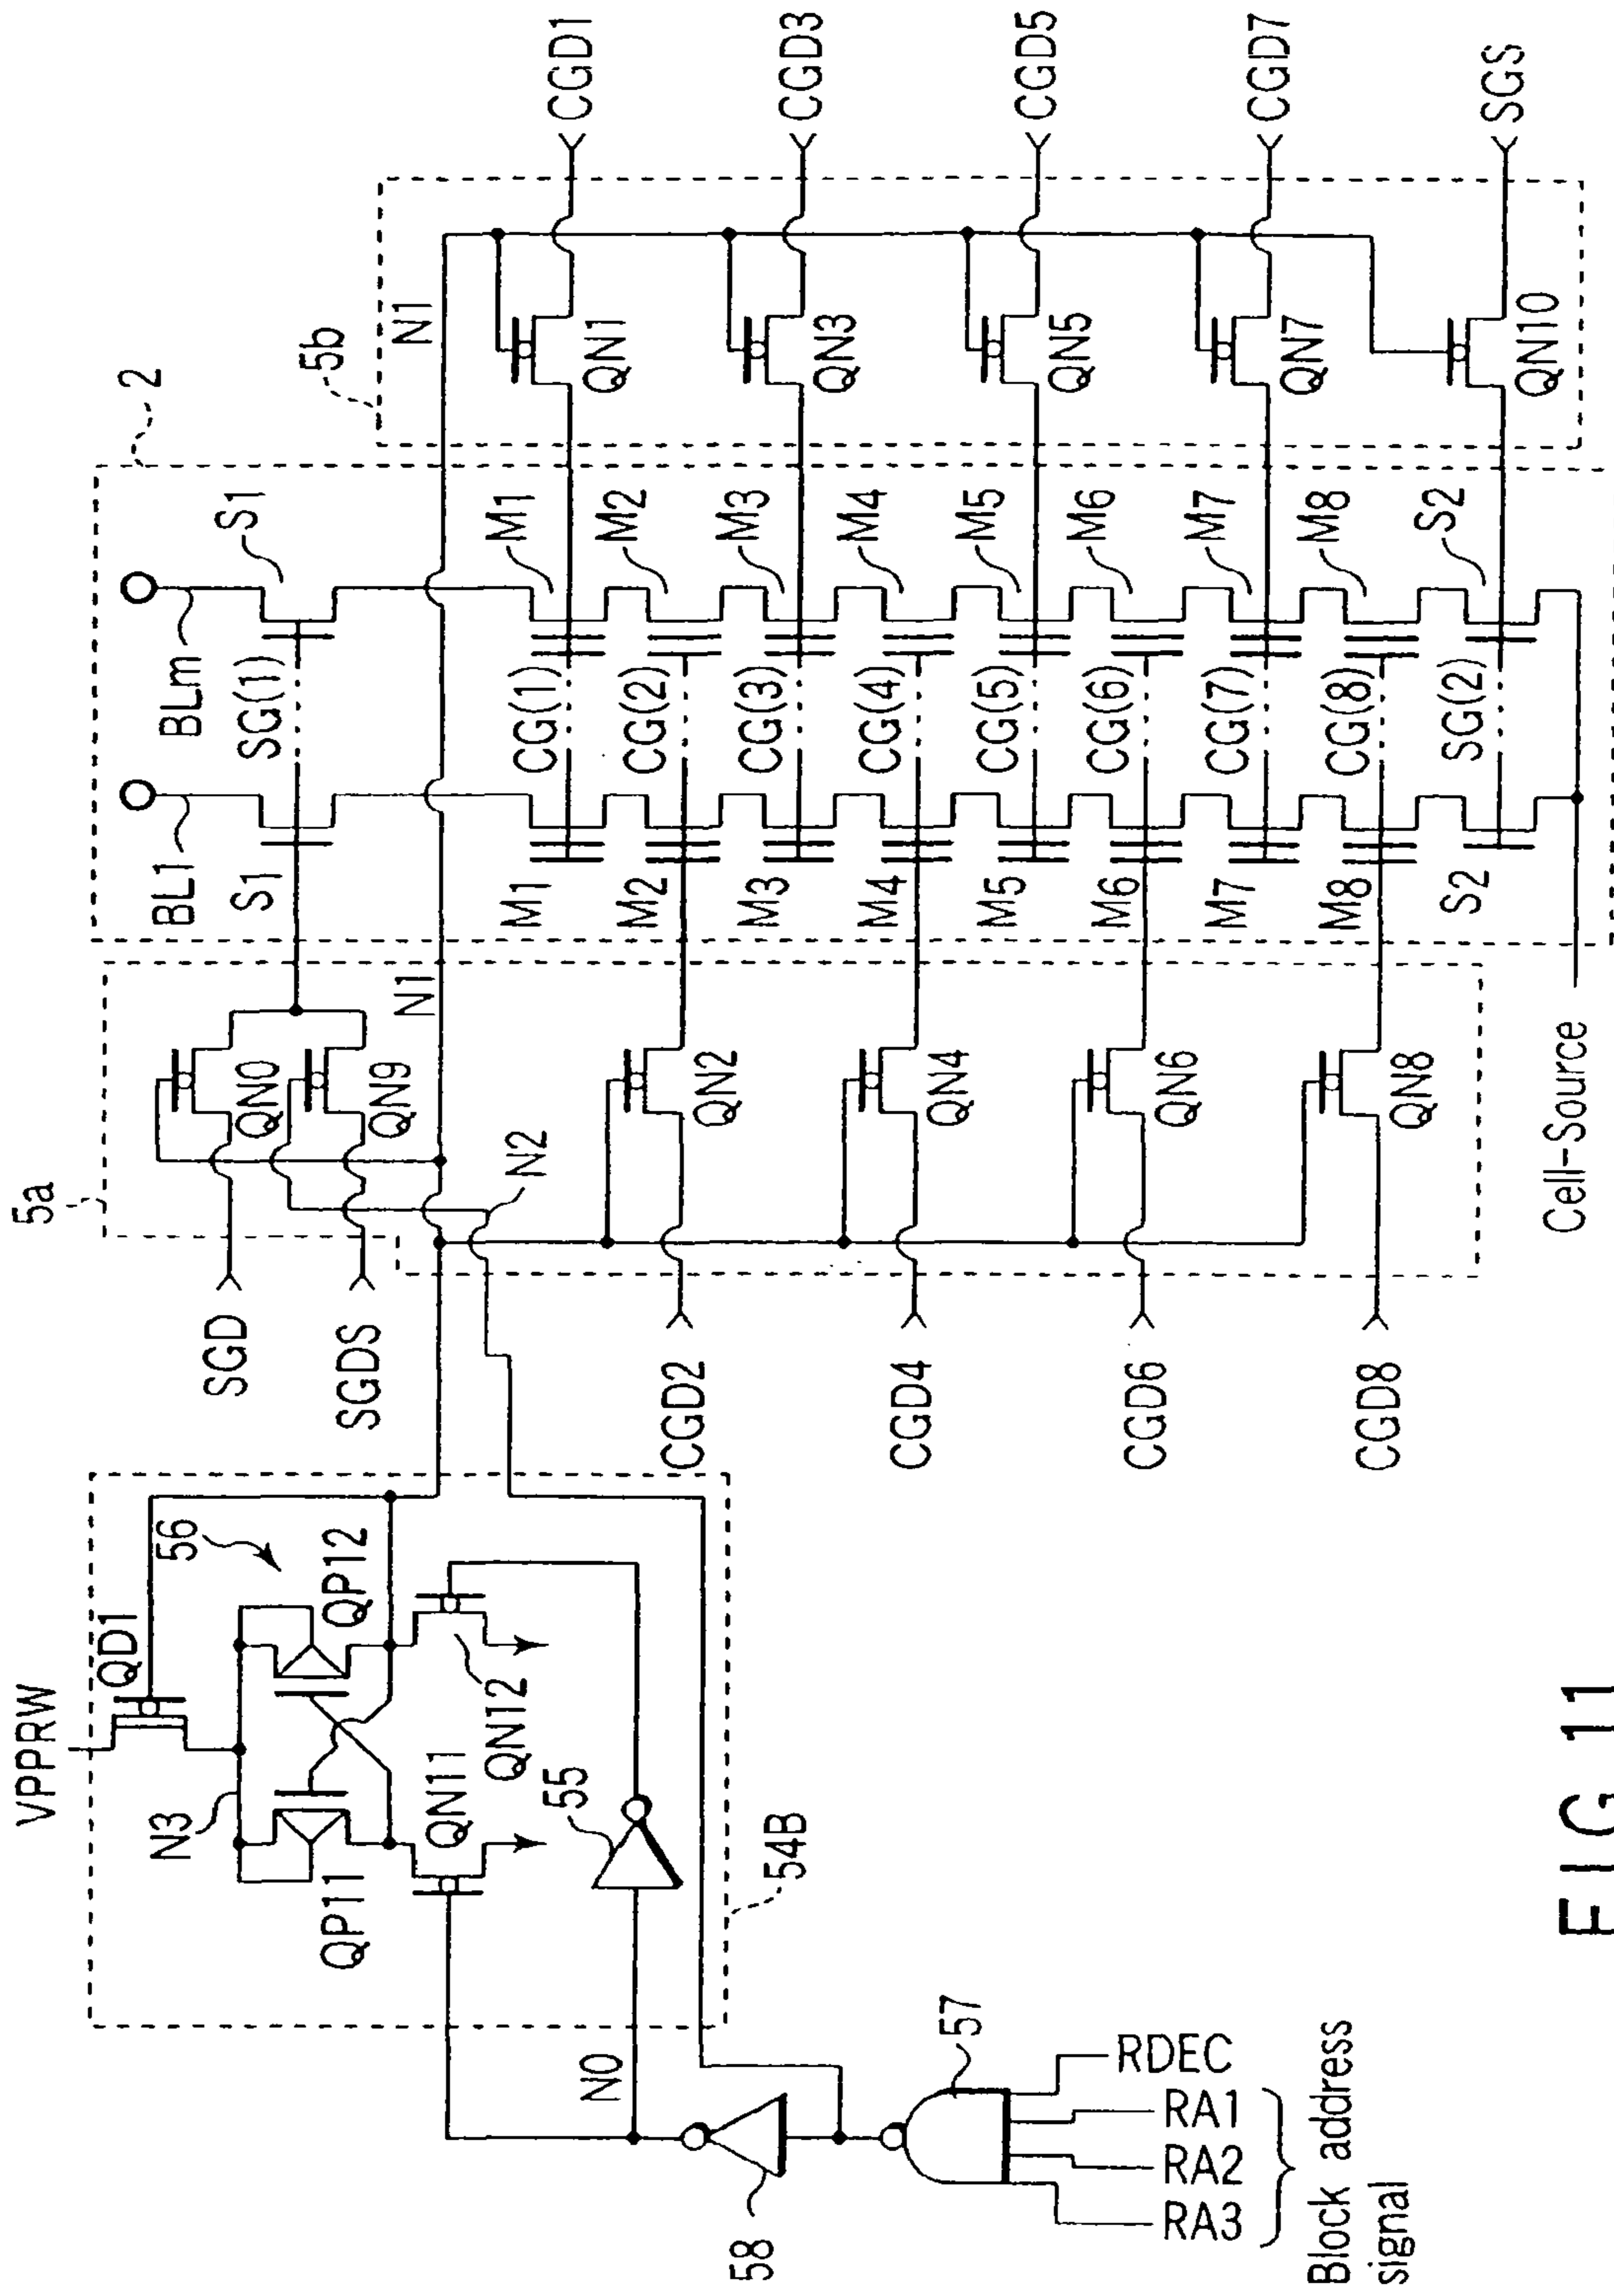 VPPRW
QD1
56
N3
QP11
QP12
QN11
QN12
55
54B
N0
58
57
RDEC
RA1
RA2
RA3
Block address
signal
SGD
SGDS
CGD2
CGD4
CGD6
CGD8
5a
QN0
QN9
N1
N2
QN2
QN4
QN6
QN8
Cell-Source
2
BL1
BLm
S1
SG(1)
S1
M1
CG(1)
M1
M2
CG(2)
M2
M3
CG(3)
M3
M4
CG(4)
M4
M5
CG(5)
M5
M6
CG(6)
M6
M7
CG(7)
M7
M8
CG(8)
M8
S2
SG(2)
S2
5b
N1
QN1
QN3
QN5
QN7
QN10
CGD1
CGD3
CGD5
CGD7
SGS
FIG. 11